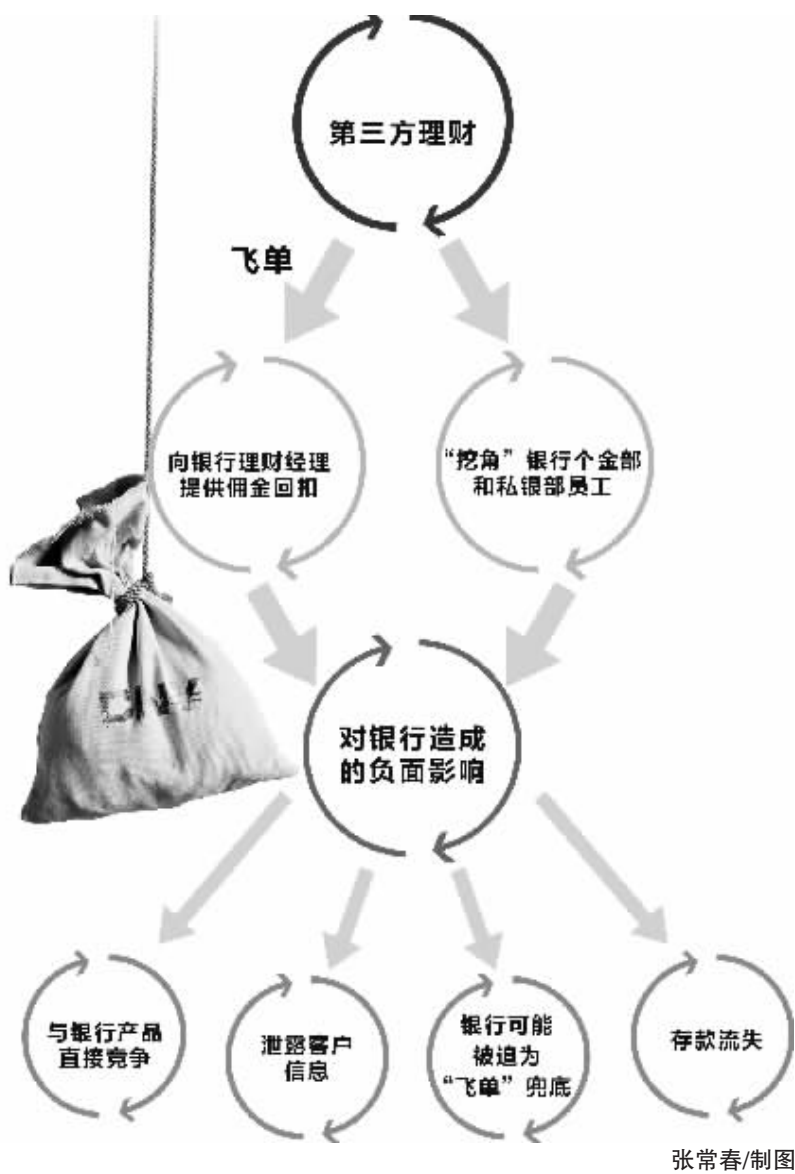 第三方理财
飞单
向银行理财经理
提供佣金回扣
“挖角”银行个金部
和私银部员工
对银行造成
的负面影响
与银行产品
直接竞争
泄露客户
信息
银行可能
被迫为
“飞单”兜底
存款流失
张常春/制图